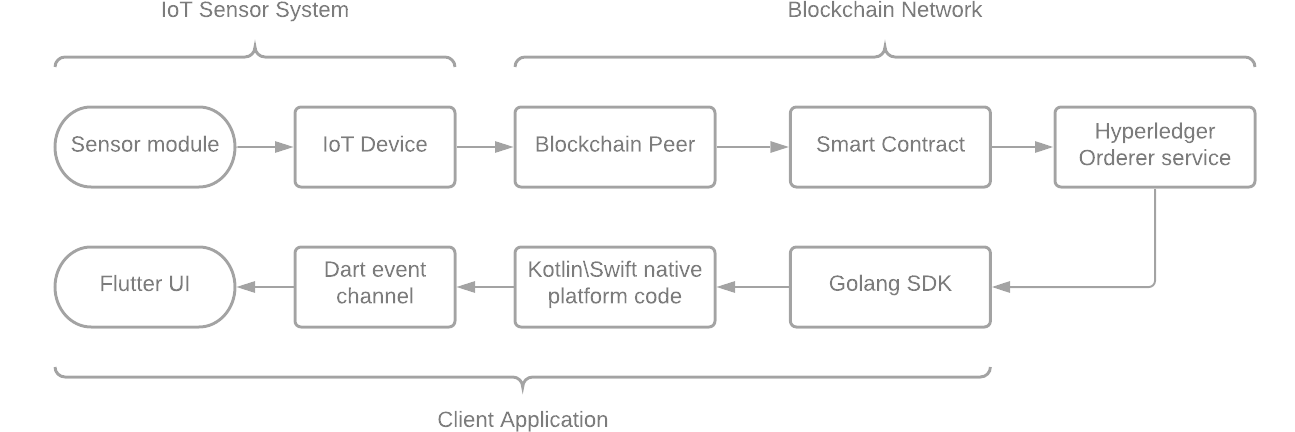 IoT Sensor System
Blockchain Network
Sensor module
IoT Device
Blockchain Peer
Smart Contract
Hyperledger
Orderer service
Flutter UI
Dart event
channel
Kotlin\Swift native
platform code
Golang SDK
Client Application